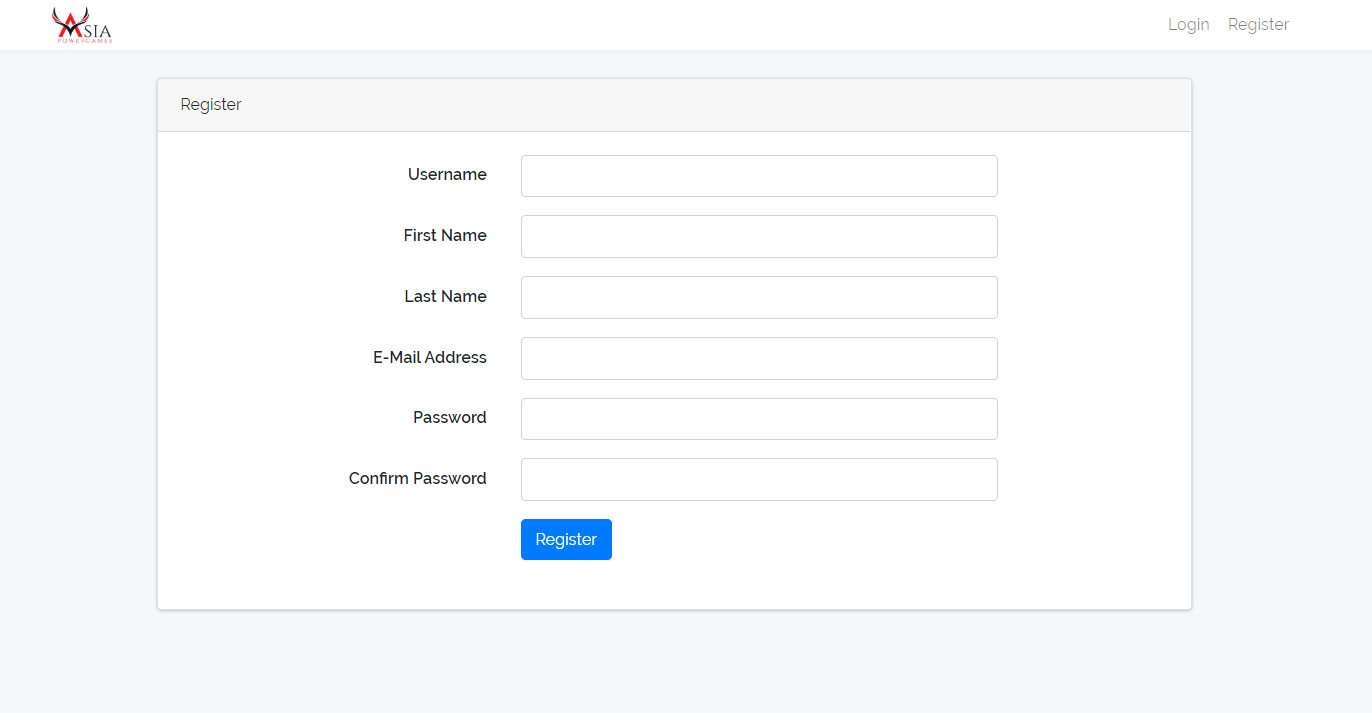 ASIA
POWERGAMES
Login Register
Register
Username
First Name
Last Name
E-Mail Address
Password
Confirm Password
Register